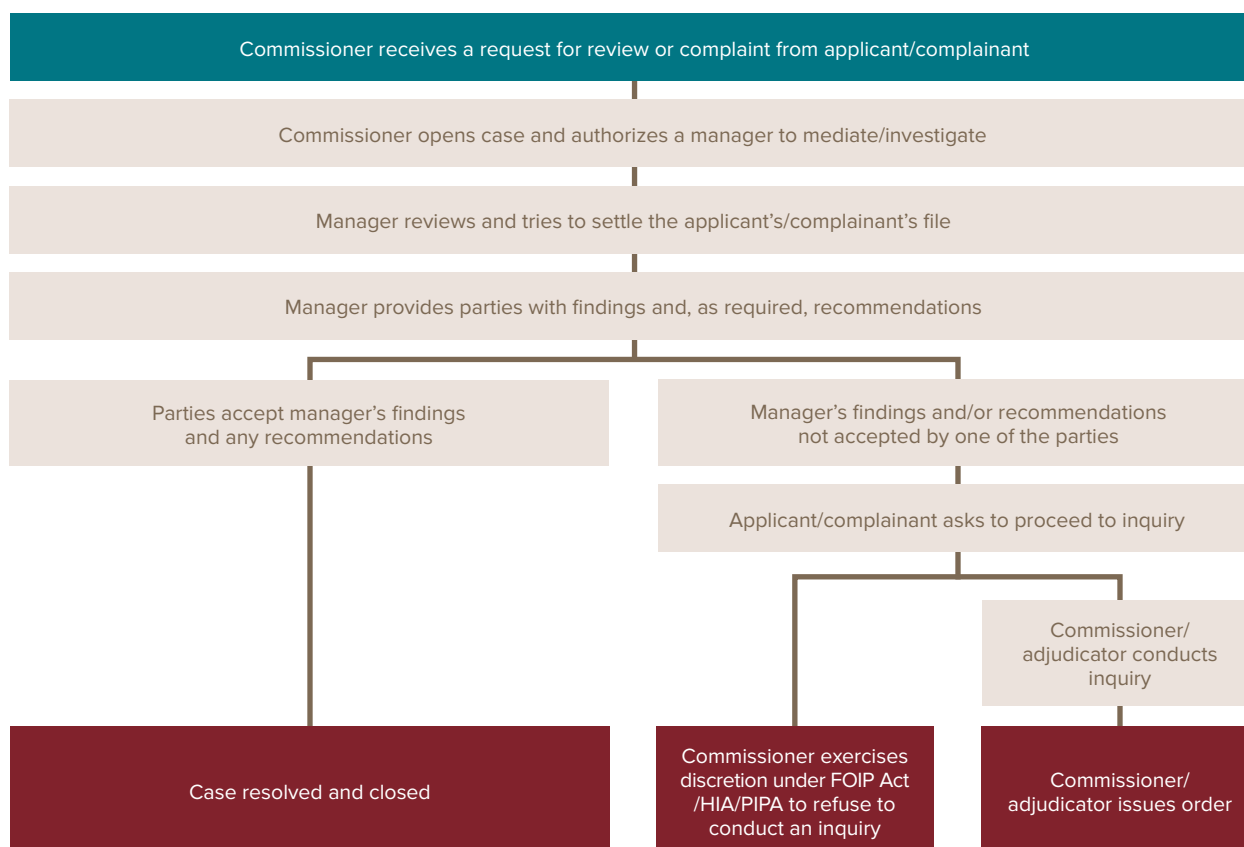 Commissioner receives a request for review or complaint from applicant/complainant
Commissioner opens case and authorizes a manager to mediate/investigate
Manager reviews and tries to settle the applicant’s/complainant’s file
Manager provides parties with findings and, as required, recommendations
Parties accept manager’s findings
and any recommendations
Manager’s findings and/or recommendations
not accepted by one of the parties
Applicant/complainant asks to proceed to inquiry
Commissioner/
adjudicator conducts
inquiry
Case resolved and closed
Commissioner exercises
discretion under FOIP Act
/HIA/PIPA to refuse to
conduct an inquiry
Commissioner/
adjudicator issues order